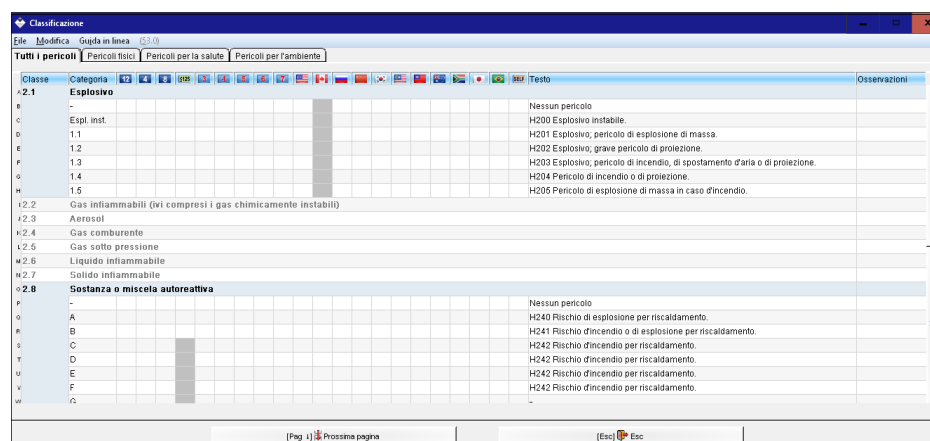 Classificazione
File Modifica Guida in linea (S3.0)
Tutti i pericoli Pericoli fisici Pericoli per la salute Pericoli per l'ambiente
Classe Categoria 12 4 8 SELF Testo Osservazioni
A 2.1 Esplosivo
B - Nessun pericolo
C Espl. inst. H200 Esplosivo instabile.
D 1.1 H201 Esplosivo; pericolo di esplosione di massa.
E 1.2 H202 Esplosivo; grave pericolo di proiezione.
F 1.3 H203 Esplosivo; pericolo di incendio, di spostamento d'aria o di proiezione.
G 1.4 H204 Pericolo di incendio o di proiezione.
H 1.5 H205 Pericolo di esplosione di massa in caso d'incendio.
I 2.2 Gas infiammabili (ivi compresi i gas chimicamente instabili)
J 2.3 Aerosol
K 2.4 Gas comburente
L 2.5 Gas sotto pressione
M 2.6 Liquido infiammabile
N 2.7 Solido infiammabile
O 2.8 Sostanza o miscela autoreattiva
P - Nessun pericolo
Q A H240 Rischio di esplosione per riscaldamento.
R B H241 Rischio d'incendio o di esplosione per riscaldamento.
S C H242 Rischio d'incendio per riscaldamento.
T D H242 Rischio d'incendio per riscaldamento.
U E H242 Rischio d'incendio per riscaldamento.
V F H242 Rischio d'incendio per riscaldamento.
W G -
[Pag ↓] Prossima pagina [Esc] Esc